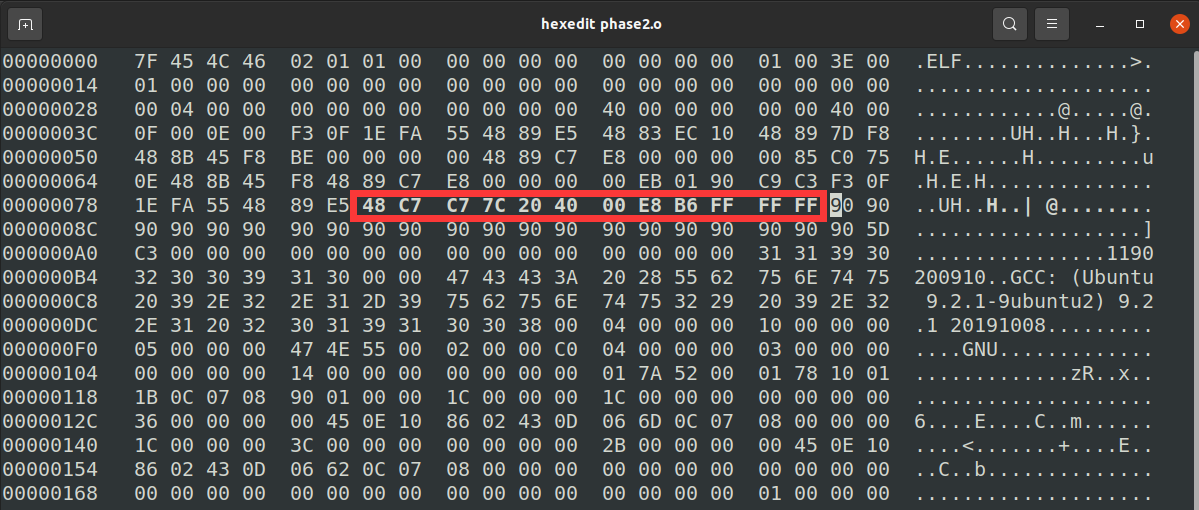 hexedit phase2.o
00000000 7F 45 4C 46 02 01 01 00 00 00 00 00 00 00 00 00 01 00 3E 00 .ELF..............>.
00000014 01 00 00 00 00 00 00 00 00 00 00 00 00 00 00 00 00 00 00 00 ....................
00000028 00 04 00 00 00 00 00 00 00 00 00 00 40 00 00 00 00 00 40 00 ............@.....@.
0000003C 0F 00 0E 00 F3 0F 1E FA 55 48 89 E5 48 83 EC 10 48 89 7D F8 ........UH..H...H.}.
00000050 48 8B 45 F8 BE 00 00 00 00 48 89 C7 E8 00 00 00 00 85 C0 75 H.E......H.........u
00000064 0E 48 8B 45 F8 48 89 C7 E8 00 00 00 00 EB 01 90 C9 C3 F3 0F .H.E.H..............
00000078 1E FA 55 48 89 E5 48 C7 C7 7C 20 40 00 E8 B6 FF FF FF 90 90 ..UH..H..| @........
0000008C 90 90 90 90 90 90 90 90 90 90 90 90 90 90 90 90 90 90 90 5D ...................]
000000A0 C3 00 00 00 00 00 00 00 00 00 00 00 00 00 00 00 31 31 39 30 ................1190
000000B4 32 30 30 39 31 30 00 00 47 43 43 3A 20 28 55 62 75 6E 74 75 200910..GCC: (Ubuntu
000000C8 20 39 2E 32 2E 31 2D 39 75 62 75 6E 74 75 32 29 20 39 2E 32 9.2.1-9ubuntu2) 9.2
000000DC 2E 31 20 32 30 31 39 31 30 30 38 00 04 00 00 00 10 00 00 00 .1 20191008.........
000000F0 05 00 00 00 47 4E 55 00 02 00 00 C0 04 00 00 00 03 00 00 00 ....GNU.............
00000104 00 00 00 00 14 00 00 00 00 00 00 00 01 7A 52 00 01 78 10 01 .............zR..x..
00000118 1B 0C 07 08 90 01 00 00 1C 00 00 00 1C 00 00 00 00 00 00 00 ....................
0000012C 36 00 00 00 00 45 0E 10 86 02 43 0D 06 6D 0C 07 08 00 00 00 6....E....C..m......
00000140 1C 00 00 00 3C 00 00 00 00 00 00 00 2B 00 00 00 00 45 0E 10 ....<.......+....E..
00000154 86 02 43 0D 06 62 0C 07 08 00 00 00 00 00 00 00 00 00 00 00 ..C..b..............
00000168 00 00 00 00 00 00 00 00 00 00 00 00 00 00 00 00 01 00 00 00 ....................